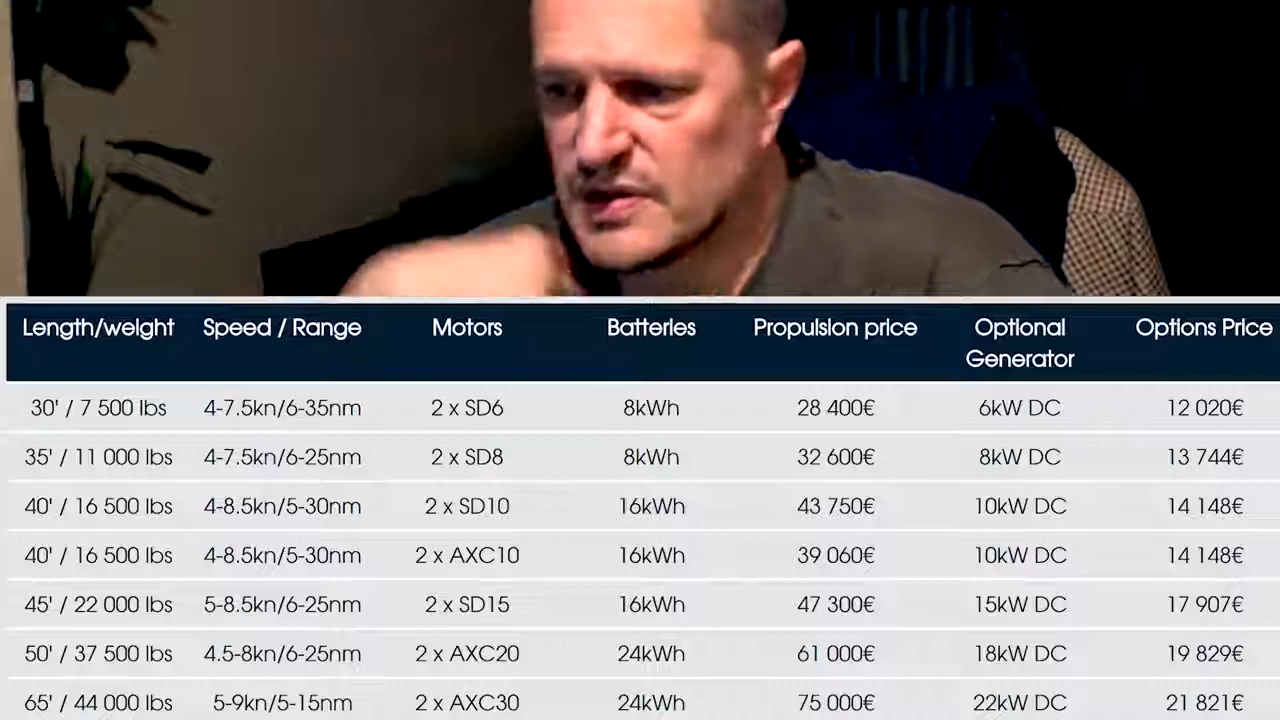 Length/weight Speed / Range Motors Batteries Propulsion price Optional Generator Options Price
30' / 7 500 lbs 4-7.5kn/6-35nm 2 x SD6 8kWh 28 400€ 6kW DC 12 020€
35' / 11 000 lbs 4-7.5kn/6-25nm 2 x SD8 8kWh 32 600€ 8kW DC 13 744€
40' / 16 500 lbs 4-8.5kn/5-30nm 2 x SD10 16kWh 43 750€ 10kW DC 14 148€
40' / 16 500 lbs 4-8.5kn/5-30nm 2 x AXC10 16kWh 39 060€ 10kW DC 14 148€
45' / 22 000 lbs 5-8.5kn/6-25nm 2 x SD15 16kWh 47 300€ 15kW DC 17 907€
50' / 37 500 lbs 4.5-8kn/6-25nm 2 x AXC20 24kWh 61 000€ 18kW DC 19 829€
65' / 44 000 lbs 5-9kn/5-15nm 2 x AXC30 24kWh 75 000€ 22kW DC 21 821€